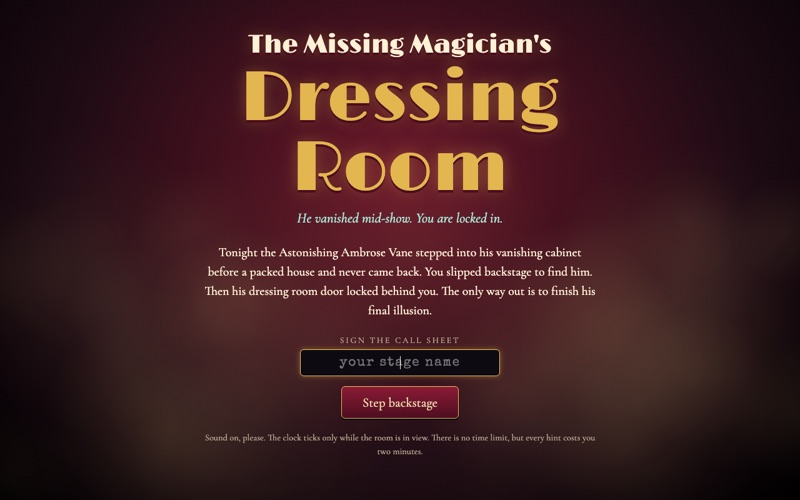 The Missing Magician's
Dressing
Room
He vanished mid-show. You are locked in.
Tonight the Astonishing Ambrose Vane stepped into his vanishing cabinet
before a packed house and never came back. You slipped backstage to find him.
Then his dressing room door locked behind you. The only way out is to finish his
final illusion.
SIGN THE CALL SHEET
your stage name
Step backstage
Sound on, please. The clock ticks only while the room is in view. There is no time limit, but every hint costs you
two minutes.